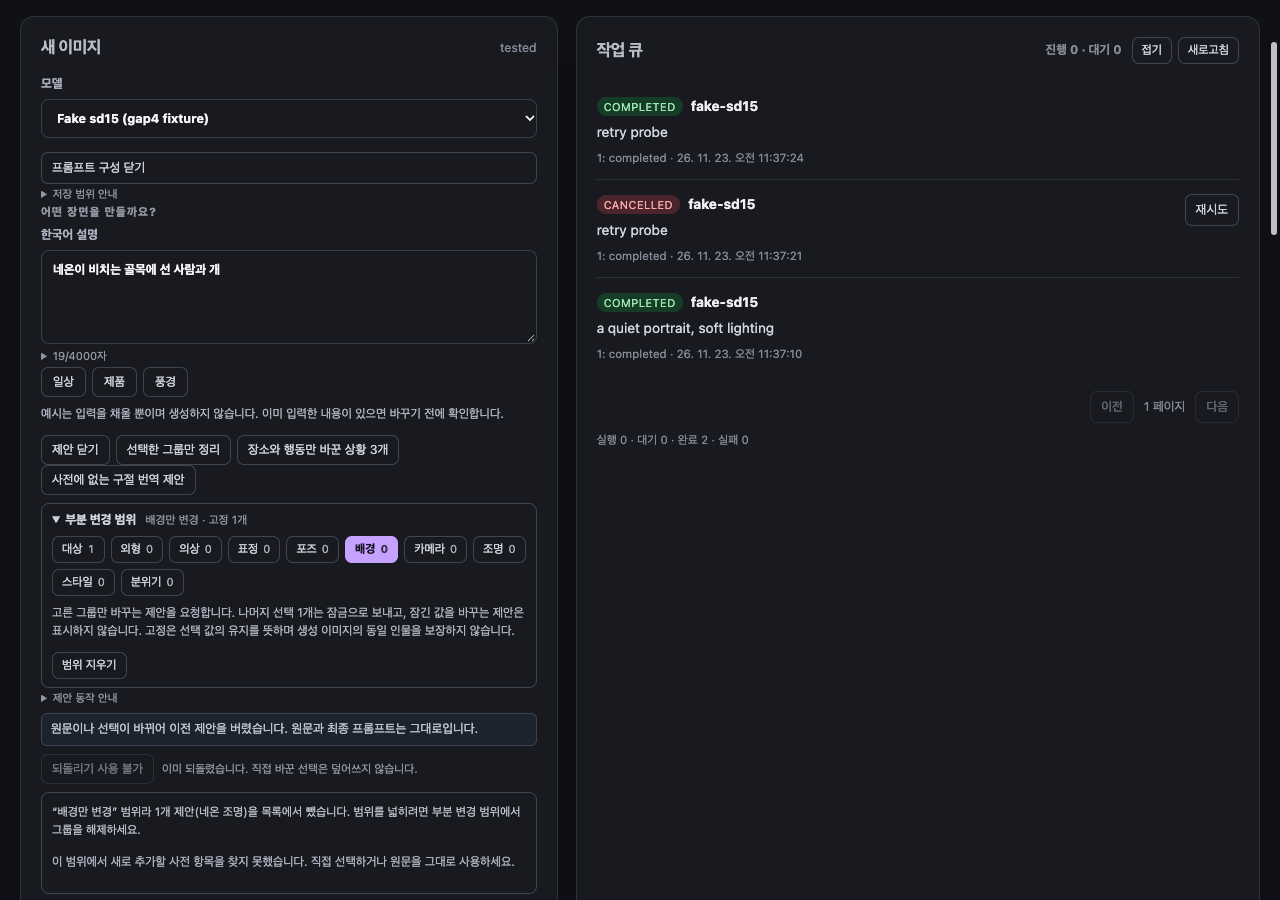 새 이미지
tested
모델
Fake sd15 (gap4 fixture)
프롬프트 구성 닫기
▶ 저장 범위 안내
어떤 장면을 만들까요?
한국어 설명
네온이 비치는 골목에 선 사람과 개
▶ 19/4000자
일상 제품 풍경
예시는 입력을 채울 뿐이며 생성하지 않습니다. 이미 입력한 내용이 있으면 바꾸기 전에 확인합니다.
제안 닫기 선택한 그룹만 정리 장소와 행동만 바꾼 상황 3개
사전에 없는 구절 번역 제안
▼ 부분 변경 범위 배경만 변경 · 고정 1개
대상 1 외형 0 의상 0 표정 0 포즈 0 배경 0 카메라 0 조명 0
스타일 0 분위기 0
고른 그룹만 바꾸는 제안을 요청합니다. 나머지 선택 1개는 잠금으로 보내고, 잠긴 값을 바꾸는 제안은
표시하지 않습니다. 고정은 선택 값의 유지를 뜻하며 생성 이미지의 동일 인물을 보장하지 않습니다.
범위 지우기
▶ 제안 동작 안내
원문이나 선택이 바뀌어 이전 제안을 버렸습니다. 원문과 최종 프롬프트는 그대로입니다.
되돌리기 사용 불가 이미 되돌렸습니다. 직접 바꾼 선택은 덮어쓰지 않습니다.
“배경만 변경” 범위라 1개 제안(네온 조명)을 목록에서 뺐습니다. 범위를 넓히려면 부분 변경 범위에서
그룹을 해제하세요.
이 범위에서 새로 추가할 사전 항목을 찾지 못했습니다. 직접 선택하거나 원문을 그대로 사용하세요.
작업 큐
진행 0 · 대기 0 접기 새로고침
COMPLETED fake-sd15
retry probe
1: completed · 26. 11. 23. 오전 11:37:24
CANCELLED fake-sd15
재시도
retry probe
1: completed · 26. 11. 23. 오전 11:37:21
COMPLETED fake-sd15
a quiet portrait, soft lighting
1: completed · 26. 11. 23. 오전 11:37:10
이전 1 페이지 다음
실행 0 · 대기 0 · 완료 2 · 실패 0